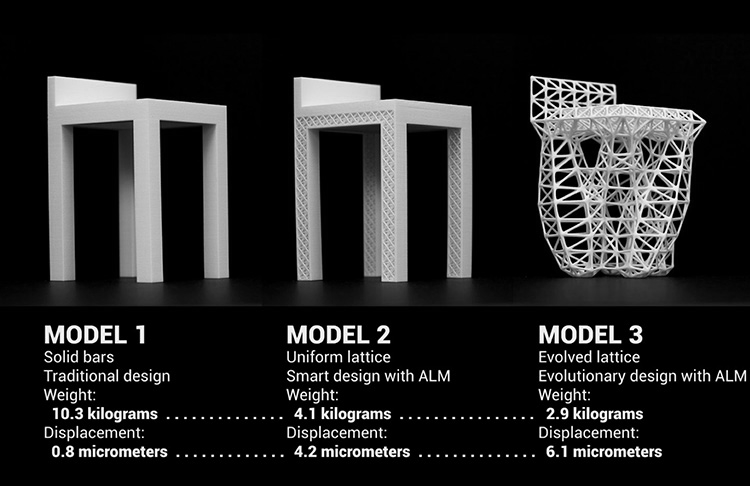 MODEL 1
Solid bars
Traditional design
Weight:
10.3 kilograms
Displacement:
0.8 micrometers
MODEL 2
Uniform lattice
Smart design with ALM
Weight:
4.1 kilograms
Displacement:
4.2 micrometers
MODEL 3
Evolved lattice
Evolutionary design with ALM
Weight:
2.9 kilograms
Displacement:
6.1 micrometers